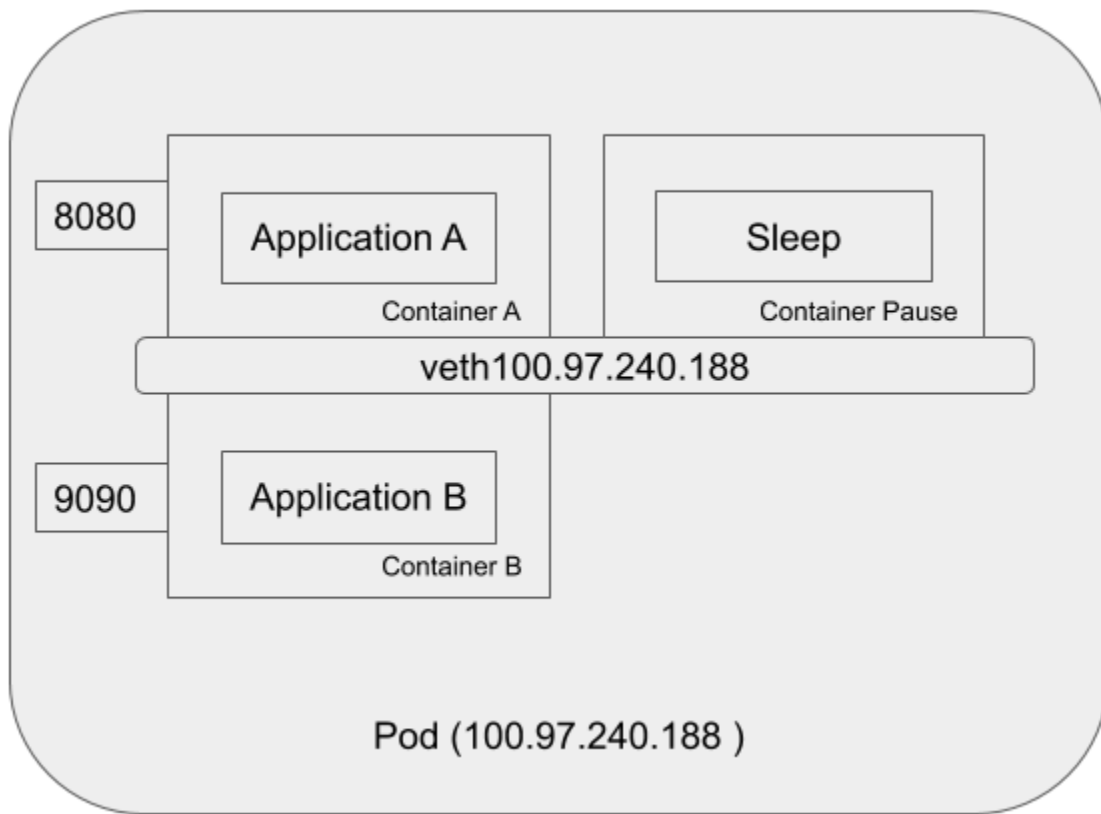 8080
Application A
Container A
Sleep
Container Pause
veth100.97.240.188
9090
Application B
Container B
Pod (100.97.240.188 )